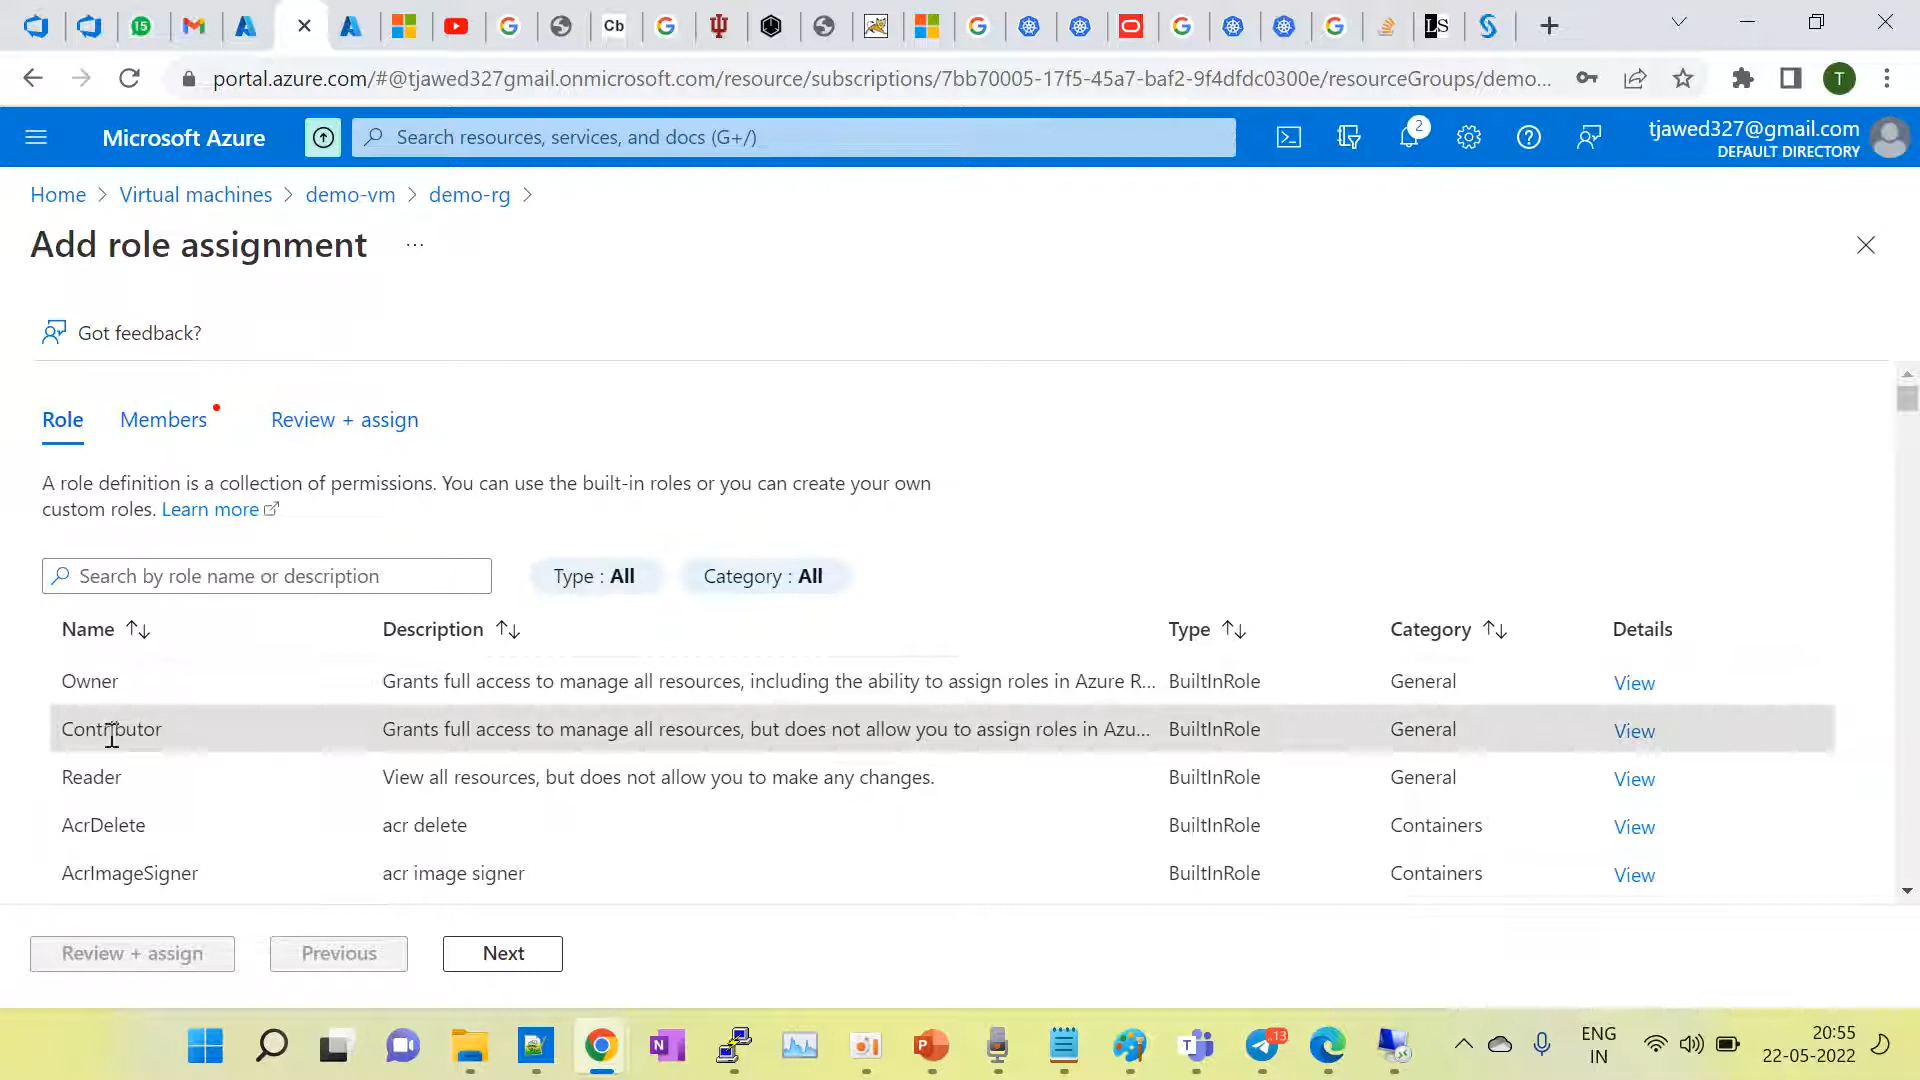 15
Cb
LS
portal.azure.com/#@tjawed327gmail.onmicrosoft.com/resource/subscriptions/7bb70005-17f5-45a7-baf2-9f4dfdc0300e/resourceGroups/demo...
T
Microsoft Azure
Search resources, services, and docs (G+/)
2
tjawed327@gmail.com
DEFAULT DIRECTORY
Home > Virtual machines > demo-vm > demo-rg >
Add role assignment ...
Got feedback?
Role Members Review + assign
A role definition is a collection of permissions. You can use the built-in roles or you can create your own
custom roles. Learn more
Search by role name or description Type : All Category : All
Name Description Type Category Details
Owner Grants full access to manage all resources, including the ability to assign roles in Azure R... BuiltInRole General View
Contributor Grants full access to manage all resources, but does not allow you to assign roles in Azu... BuiltInRole General View
Reader View all resources, but does not allow you to make any changes. BuiltInRole General View
AcrDelete acr delete BuiltInRole Containers View
AcrImageSigner acr image signer BuiltInRole Containers View
Review + assign Previous Next
13
ENG
IN
20:55
22-05-2022